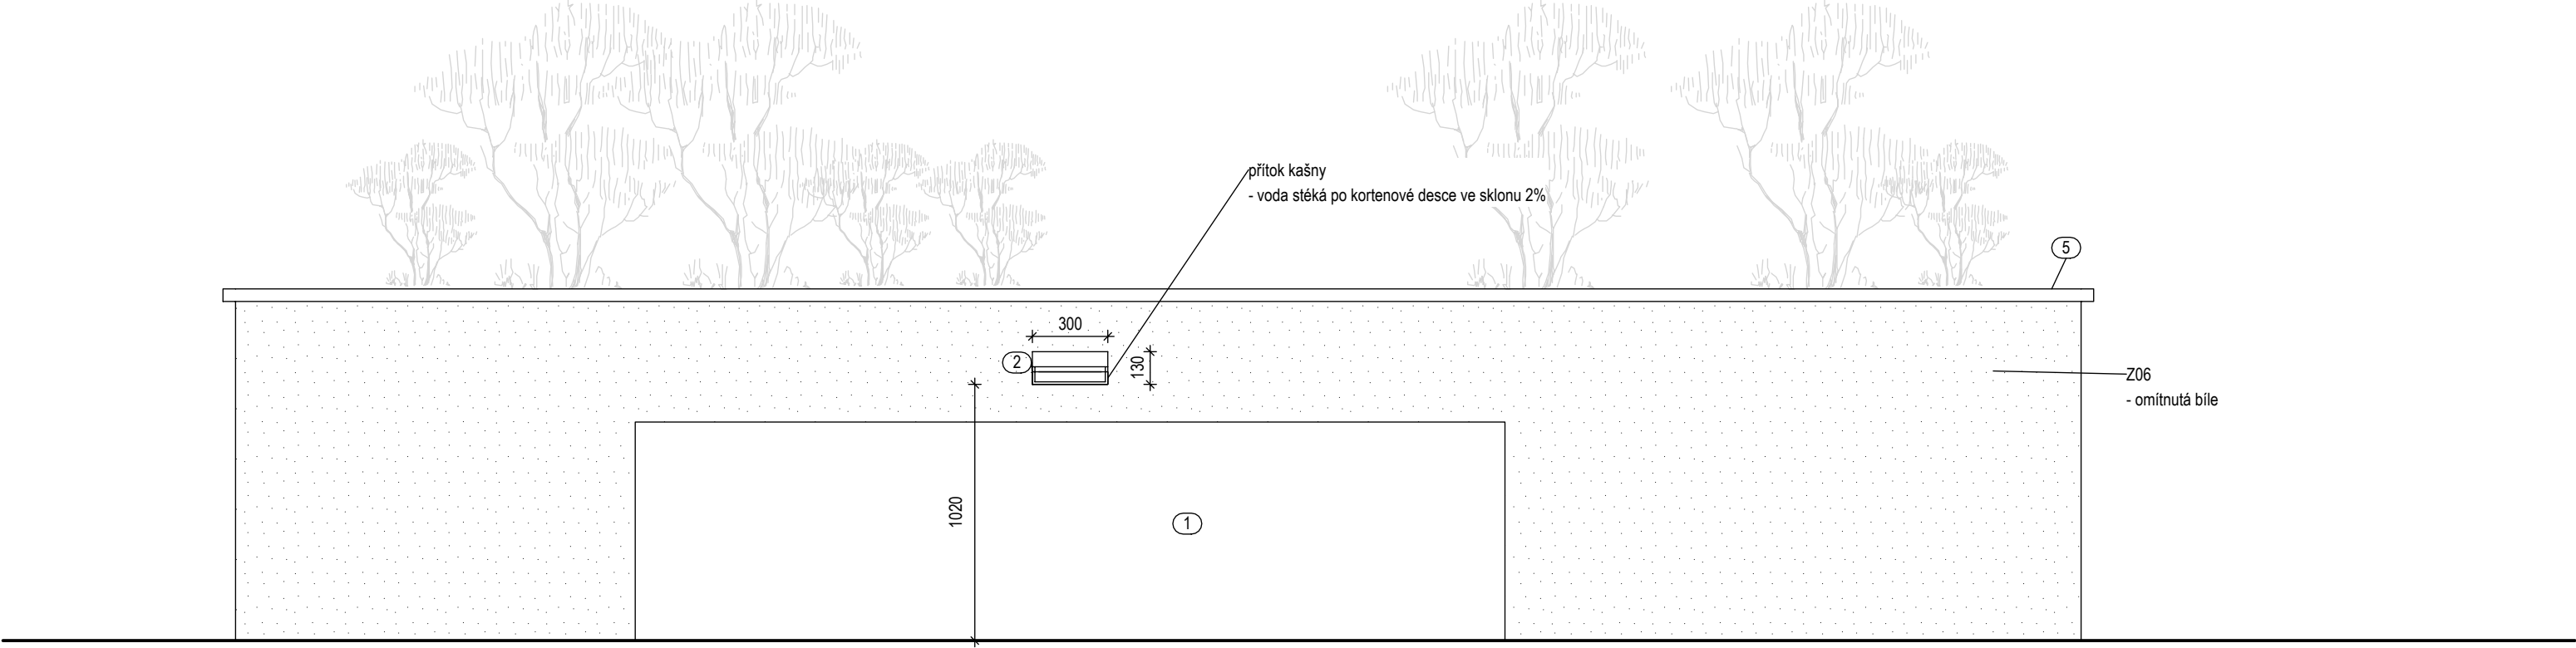 přítok kašny
- voda stéká po kortenové desce ve sklonu 2%
5
300
2
130
Z06
- omítnutá bíle
1020
1